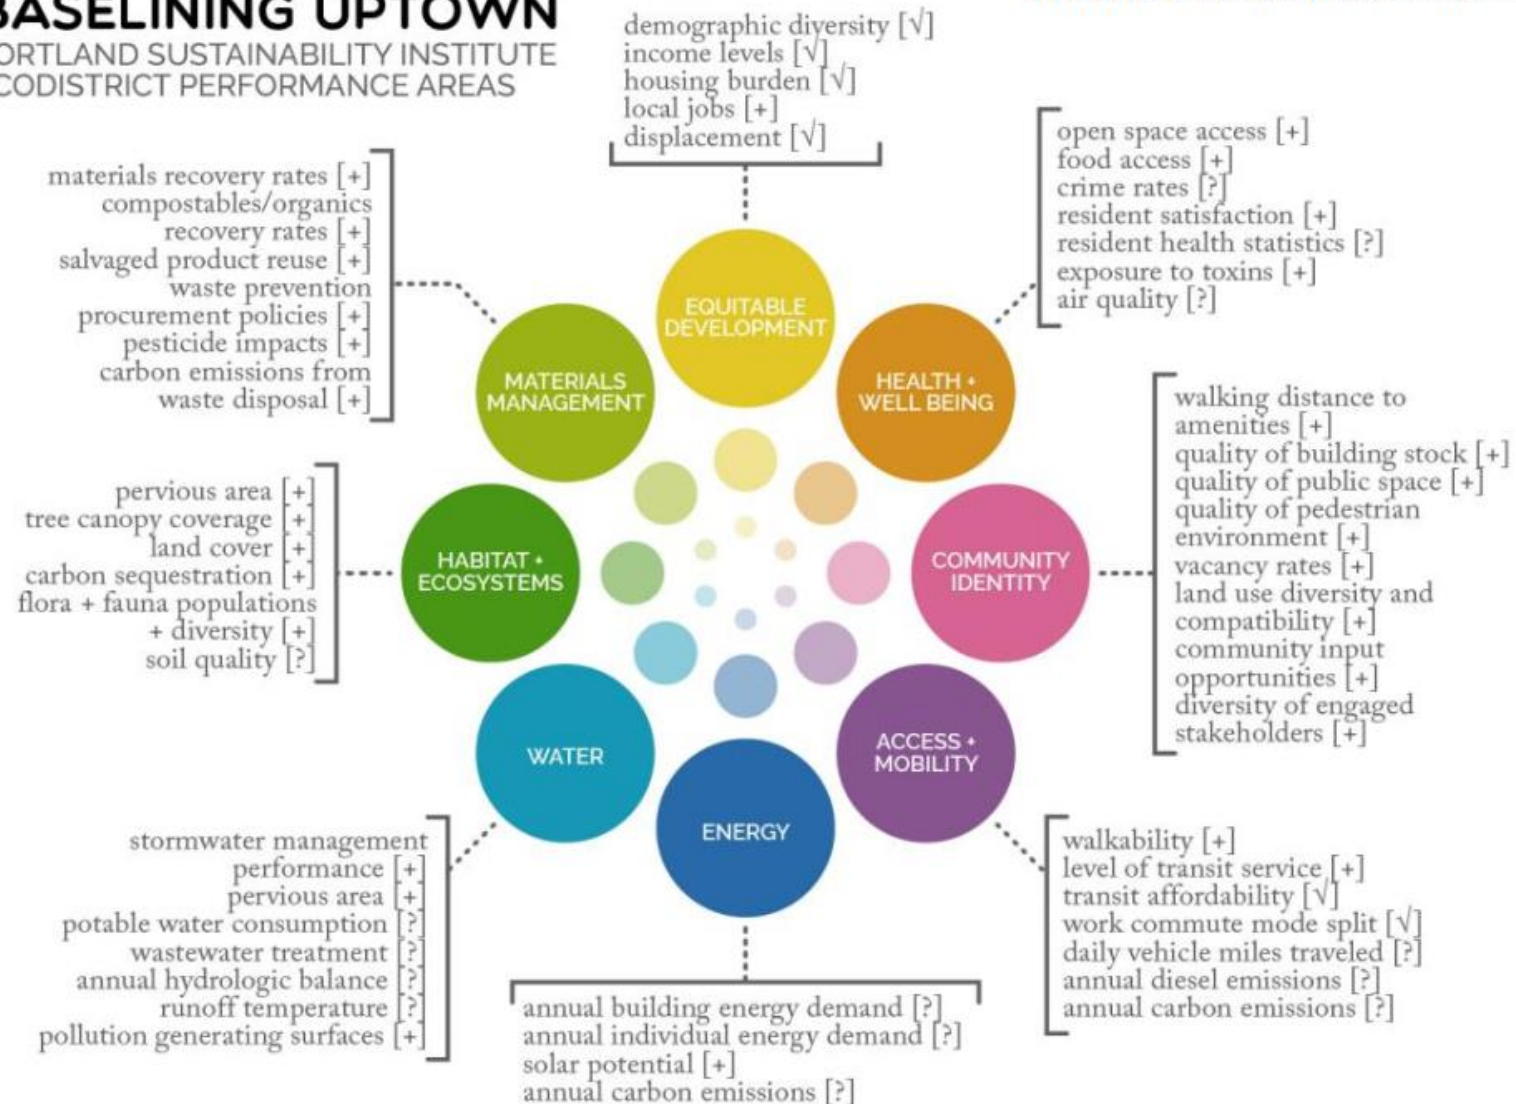 BASELINING UPTOWN
ORTLAND SUSTAINABILITY INSTITUTE
CODISTRICT PERFORMANCE AREAS
demographic diversity [√]
income levels [√]
housing burden [√]
local jobs [+]
displacement [√]
materials recovery rates [+]
compostables/organics
recovery rates [+]
salvaged product reuse [+]
waste prevention
procurement policies [+]
pesticide impacts [+]
carbon emissions from
waste disposal [+]
open space access [+]
food access [+]
crime rates [?]
resident satisfaction [+]
resident health statistics [?]
exposure to toxins [+]
air quality [?]
EQUITABLE
DEVELOPMENT
MATERIALS
MANAGEMENT
HEALTH +
WELL BEING
walking distance to
amenities [+]
quality of building stock [+]
quality of public space [+]
quality of pedestrian
environment [+]
vacancy rates [+]
land use diversity and
compatibility [+]
community input
opportunities [+]
diversity of engaged
stakeholders [+]
pervious area [+]
tree canopy coverage [+]
land cover [+]
carbon sequestration [+]
flora + fauna populations
+ diversity [+]
soil quality [?]
HABITAT +
ECOSYSTEMS
COMMUNITY
IDENTITY
WATER
ACCESS +
MOBILITY
ENERGY
stormwater management
performance [+]
pervious area [+]
potable water consumption [?]
wastewater treatment [?]
annual hydrologic balance [?]
runoff temperature [?]
pollution generating surfaces [+]
walkability [+]
level of transit service [+]
transit affordability [√]
work commute mode split [√]
daily vehicle miles traveled [?]
annual diesel emissions [?]
annual carbon emissions [?]
annual building energy demand [?]
annual individual energy demand [?]
solar potential [+]
annual carbon emissions [?]